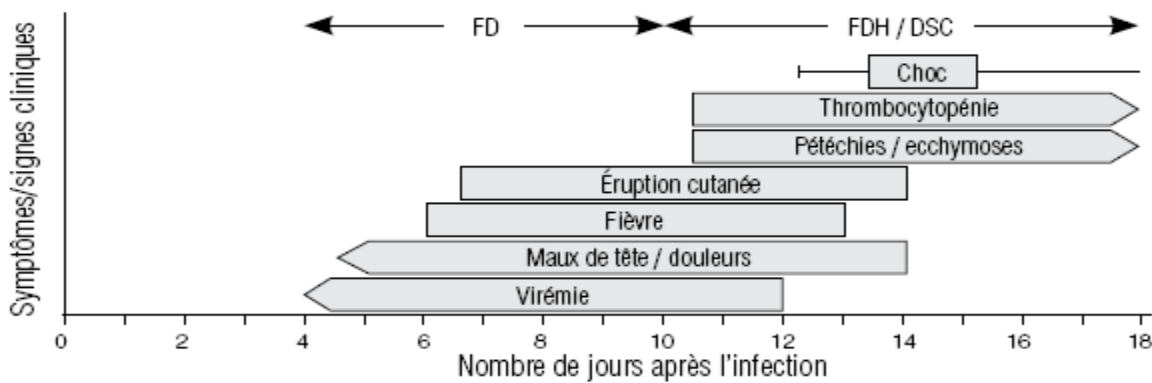 FD FDH / DSC
Choc
Thrombocytopénie
Pétéchies / ecchymoses
Éruption cutanée
Fièvre
Maux de tête / douleurs
Virémie
Symptômes/signes cliniques
0 2 4 6 8 10 12 14 16 18
Nombre de jours après l'infection